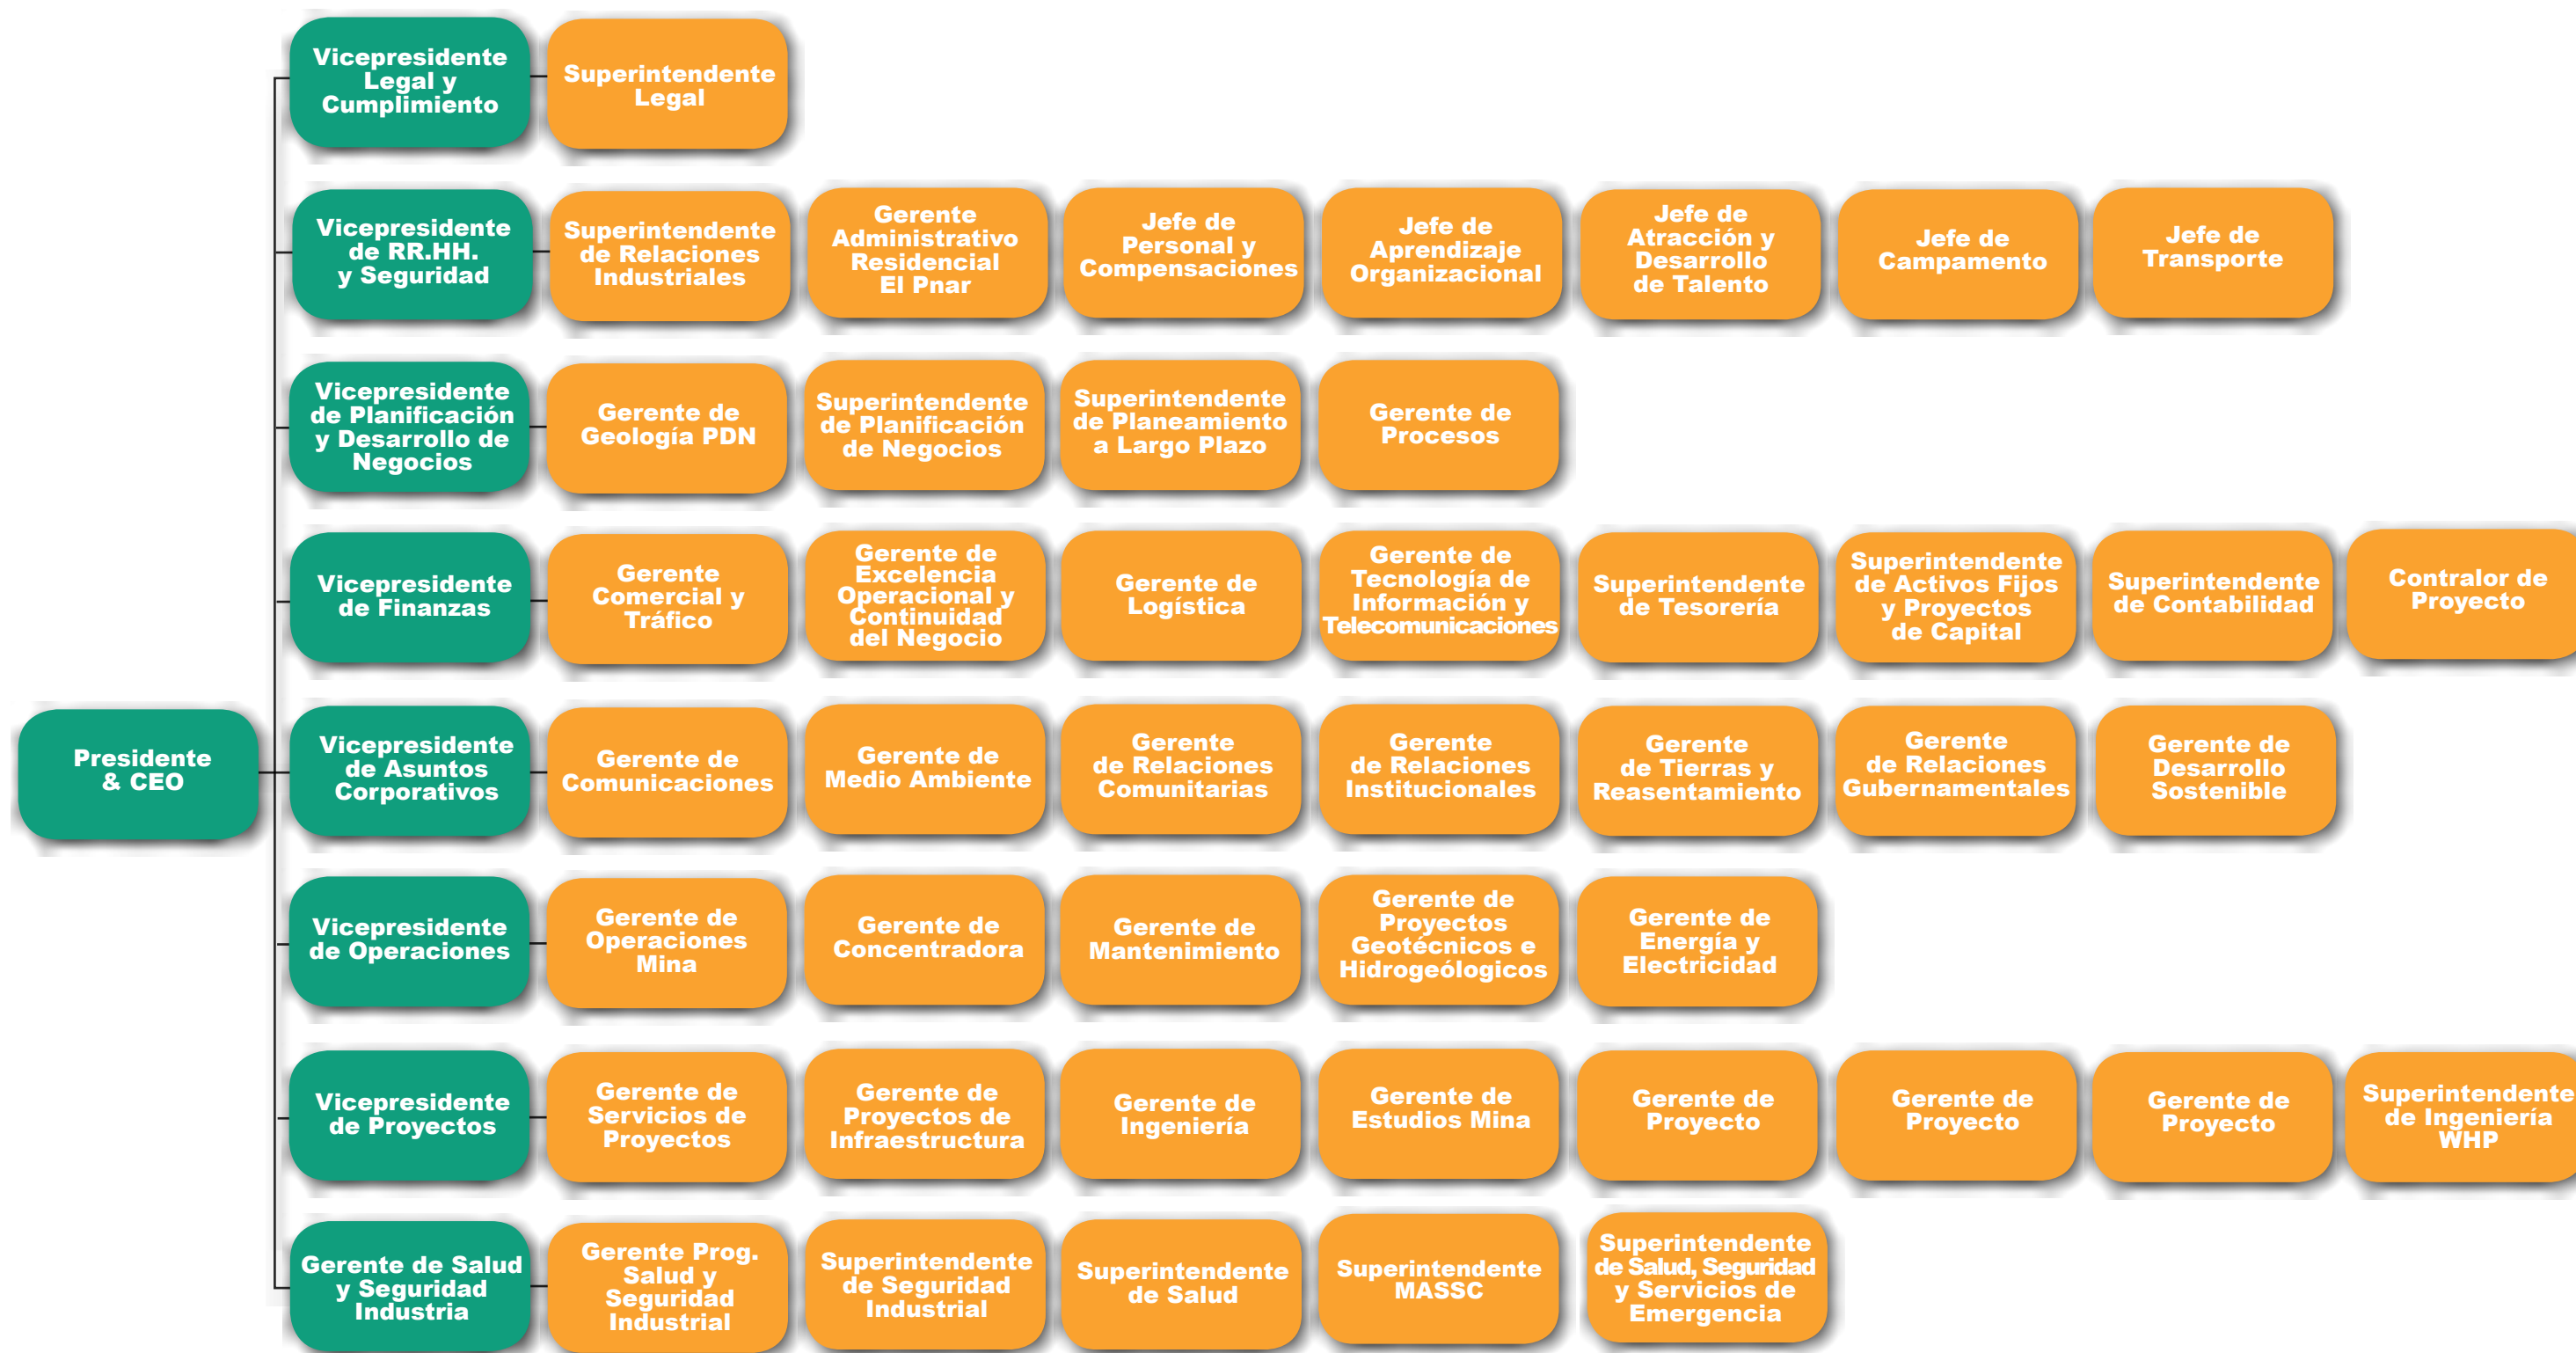 Vicepresidente
Legal y
Cumplimiento
Superintendente
Legal
Vicepresidente
de RR.HH.
y Seguridad
Superintendente
de Relaciones
Industriales
Gerente
Administrativo
Residencial
El Pnar
Jefe de
Personal y
Compensaciones
Jefe de
Aprendizaje
Organizacional
Jefe de
Atracción y
Desarrollo
de Talento
Jefe de
Campamento
Jefe de
Transporte
Vicepresidente
de Planificación
y Desarrollo de
Negocios
Gerente de
Geología PDN
Superintendente
de Planificación
de Negocios
Superintendente
de Planeamiento
a Largo Plazo
Gerente de
Procesos
Vicepresidente
de Finanzas
Gerente
Comercial y
Tráfico
Gerente de
Excelencia
Operacional y
Continuidad
del Negocio
Gerente de
Logística
Gerente de
Tecnología de
Información y
Telecomunicaciones
Superintendente
de Tesorería
Superintendente
de Activos Fijos
y Proyectos
de Capital
Superintendente
de Contabilidad
Contralor de
Proyecto
Presidente
& CEO
Vicepresidente
de Asuntos
Corporativos
Gerente de
Comunicaciones
Gerente de
Medio Ambiente
Gerente
de Relaciones
Comunitarias
Gerente
de Relaciones
Institucionales
Gerente
de Tierras y
Reasentamiento
Gerente
de Relaciones
Gubernamentales
Gerente de
Desarrollo
Sostenible
Vicepresidente
de Operaciones
Gerente de
Operaciones
Mina
Gerente de
Concentradora
Gerente de
Mantenimiento
Gerente de
Proyectos
Geotécnicos e
Hidrogeólogicos
Gerente de
Energía y
Electricidad
Vicepresidente
de Proyectos
Gerente de
Servicios de
Proyectos
Gerente de
Proyectos de
Infraestructura
Gerente de
Ingeniería
Gerente de
Estudios Mina
Gerente de
Proyecto
Gerente de
Proyecto
Gerente de
Proyecto
Superintendente
de Ingeniería
WHP
Gerente de Salud
y Seguridad
Industria
Gerente Prog.
Salud y
Seguridad
Industrial
Superintendente
de Seguridad
Industrial
Superintendente
de Salud
Superintendente
MASSC
Superintendente
de Salud, Seguridad
y Servicios de
Emergencia